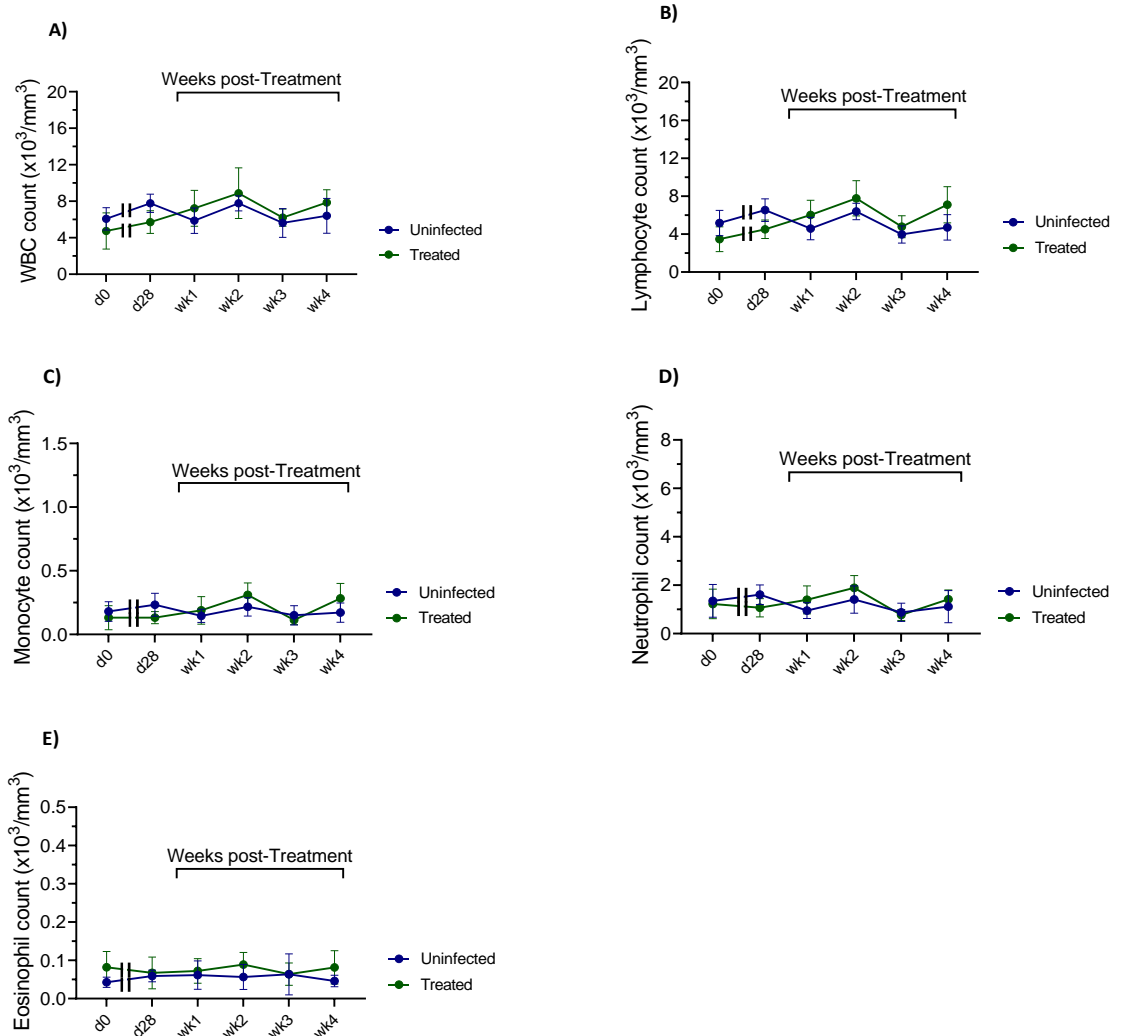 A)
Weeks post-Treatment
WBC count (x10³/mm³)
20
16
12
8
4
0
d0
d28
wk1
wk2
wk3
wk4
Uninfected
Treated
B)
Weeks post-Treatment
Lymphocyte count (x10³/mm³)
20
16
12
8
4
0
d0
d28
wk1
wk2
wk3
wk4
Uninfected
Treated
C)
Weeks post-Treatment
Monocyte count (x10³/mm³)
1.5
1.0
0.5
0.0
d0
d28
wk1
wk2
wk3
wk4
Uninfected
Treated
D)
Weeks post-Treatment
Neutrophil count (x10³/mm³)
8
6
4
2
0
d0
d28
wk1
wk2
wk3
wk4
Uninfected
Treated
E)
Weeks post-Treatment
Eosinophil count (x10³/mm³)
0.5
0.4
0.3
0.2
0.1
0.0
d0
d28
wk1
wk2
wk3
wk4
Uninfected
Treated